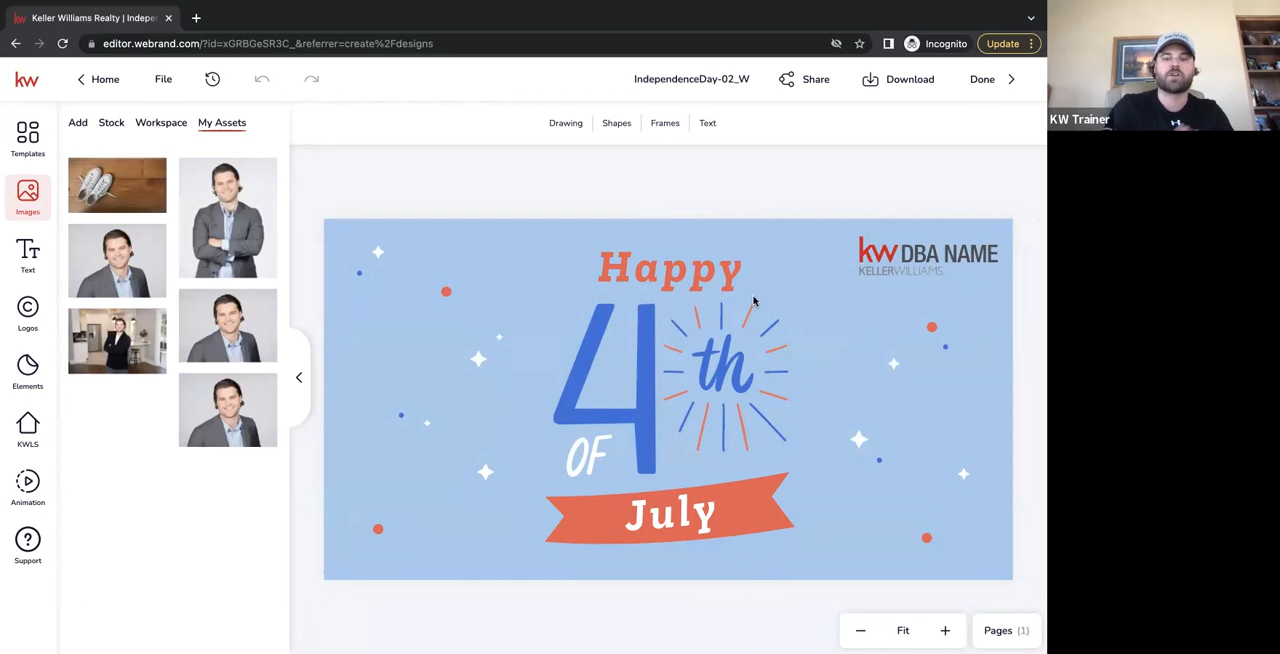 Keller Williams Realty | Indepe
editor.webrand.com/?id=xGRBGeSR3C_&referrer=create%2Fdesigns
Incognito
Update
kw
Home
File
IndependenceDay-02_W
Share
Download
Done
Add
Stock
Workspace
My Assets
Drawing
Shapes
Frames
Text
Templates
Images
Text
Logos
Elements
KWLS
Animation
Support
Happy
4th
OF
July
kw DBA NAME
KELLERWILLIAMS.
Fit
Pages (1)
KW Trainer